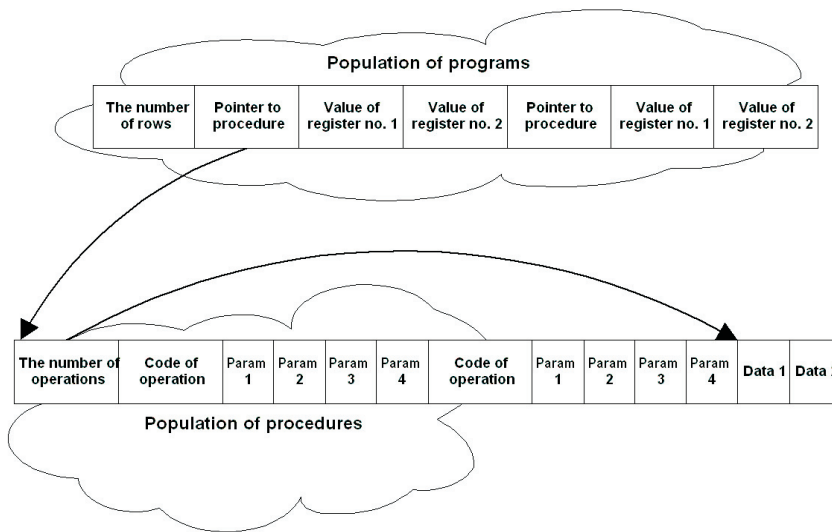 Population of programs
The number of rows
Pointer to procedure
Value of register no. 1
Value of register no. 2
Pointer to procedure
Value of register no. 1
Value of register no. 2
The number of operations
Code of operation
Param 1
Param 2
Param 3
Param 4
Code of operation
Param 1
Param 2
Param 3
Param 4
Data 1
Data
Population of procedures